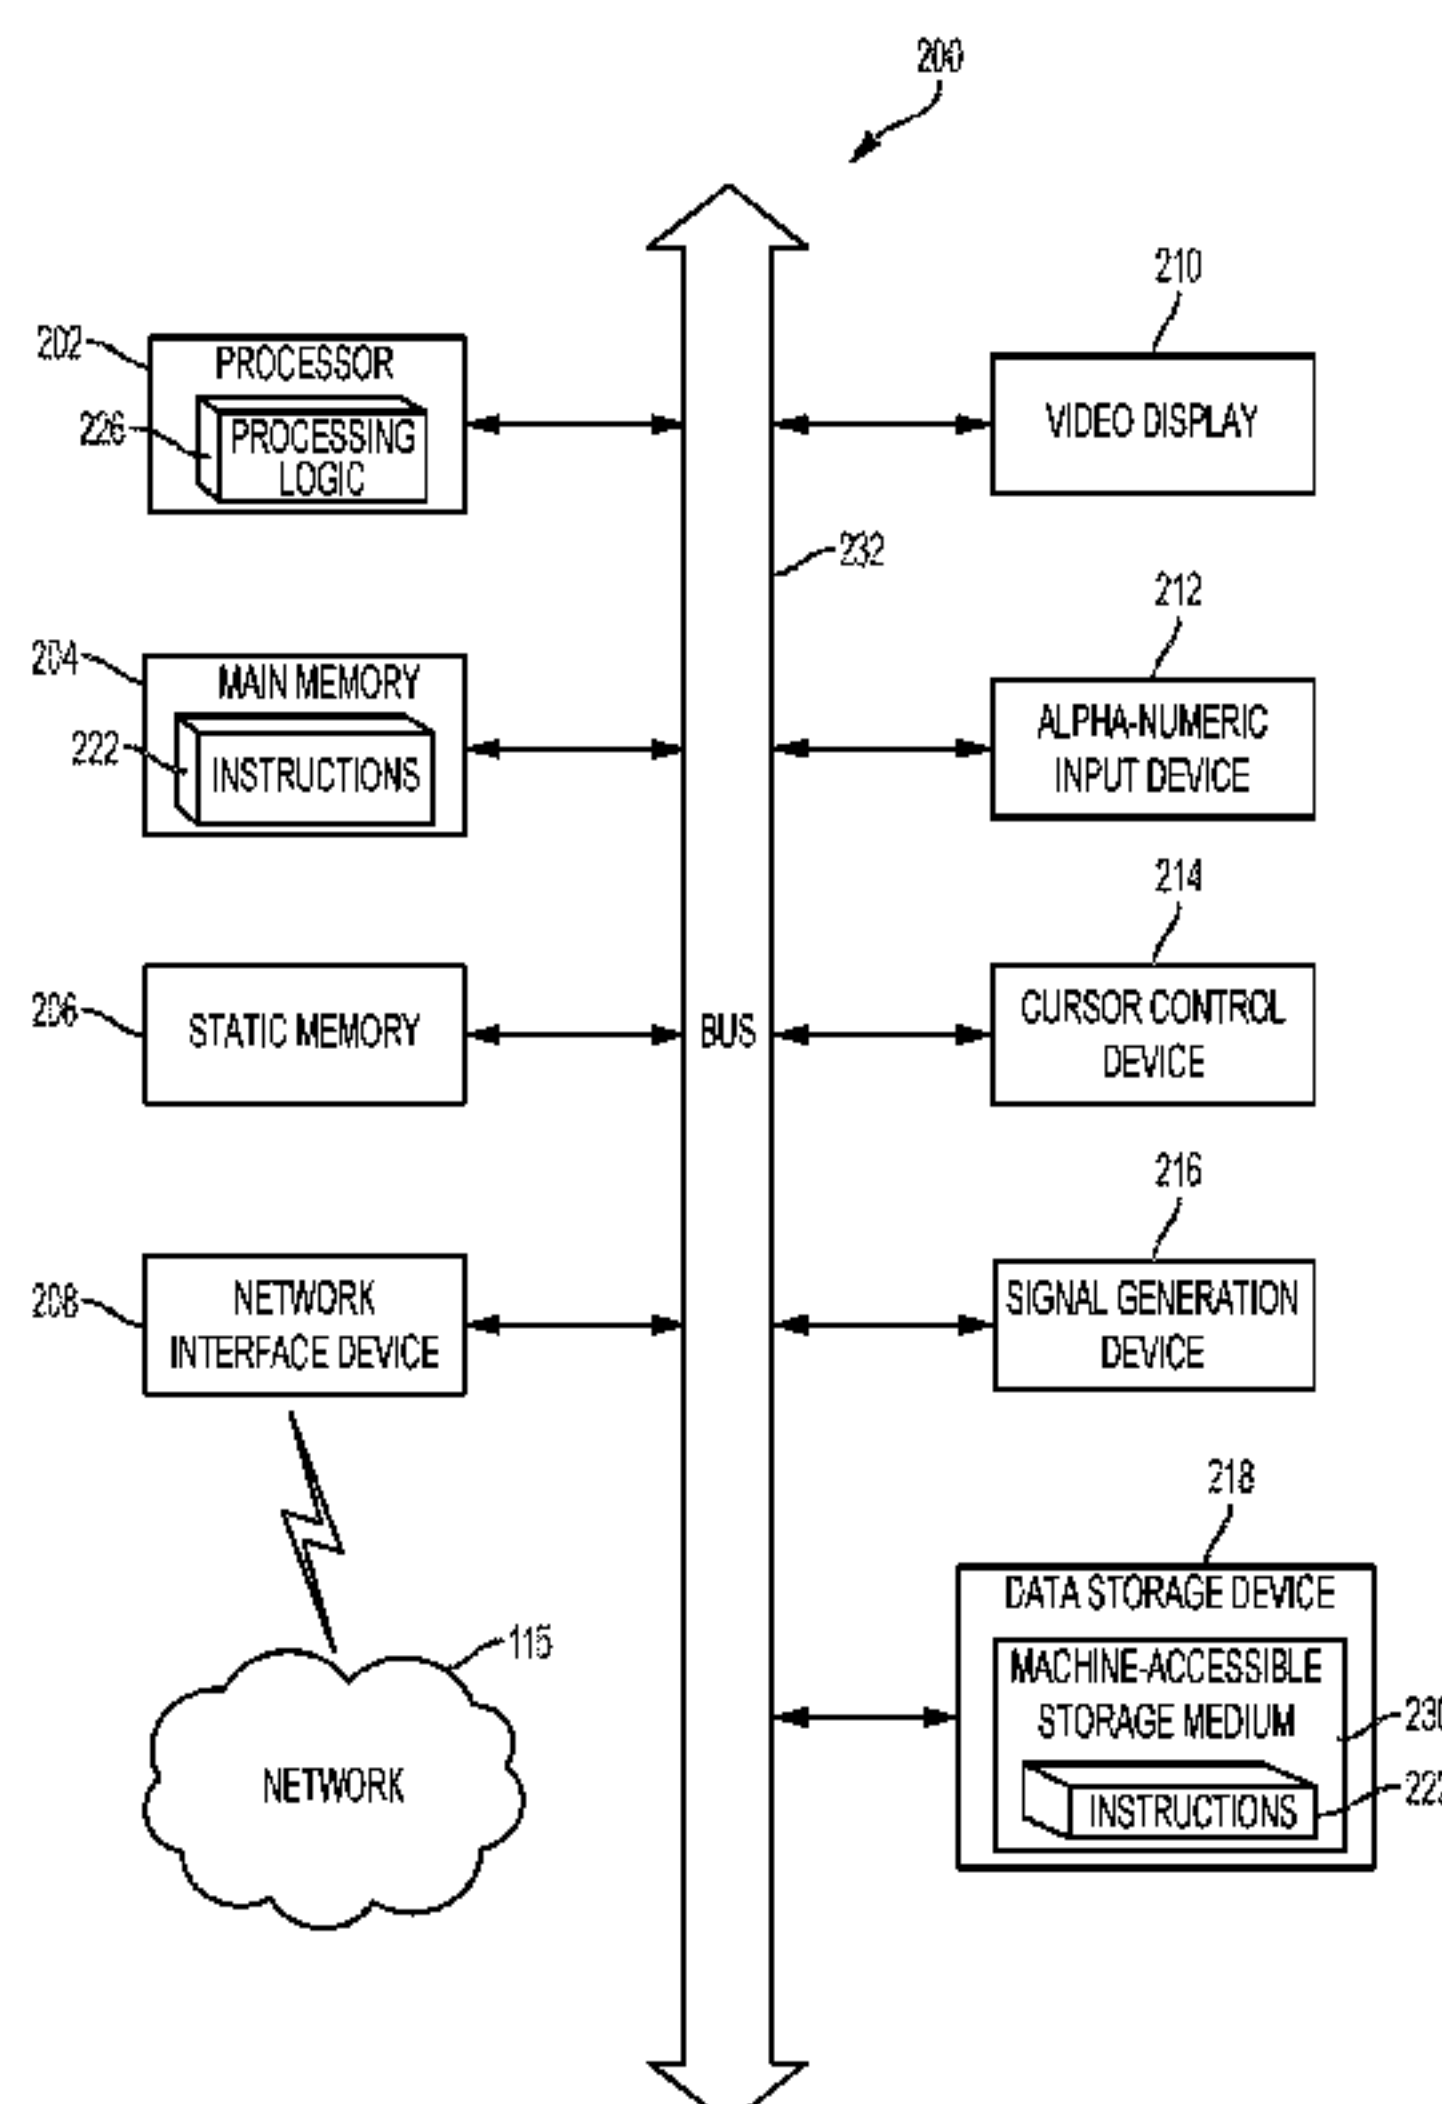 200
210
202
PROCESSOR
226
PROCESSING
LOGIC
VIDEO DISPLAY
232
212
204
MAIN MEMORY
222
INSTRUCTIONS
ALPHA-NUMERIC
INPUT DEVICE
214
206
STATIC MEMORY
BUS
CURSOR CONTROL
DEVICE
216
208
NETWORK
INTERFACE DEVICE
SIGNAL GENERATION
DEVICE
218
DATA STORAGE DEVICE
115
MACHINE-ACCESSIBLE
STORAGE MEDIUM
230
NETWORK
INSTRUCTIONS